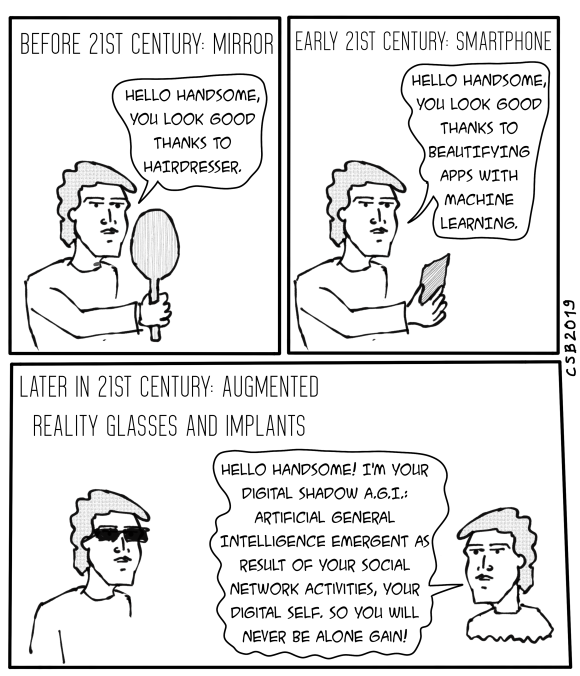 BEFORE 21ST CENTURY: MIRROR
HELLO HANDSOME,
YOU LOOK GOOD
THANKS TO
HAIRDRESSER.
EARLY 21ST CENTURY: SMARTPHONE
HELLO HANDSOME,
YOU LOOK GOOD
THANKS TO
BEAUTIFYING
APPS WITH
MACHINE
LEARNING.
CSB2019
LATER IN 21ST CENTURY: AUGMENTED
REALITY GLASSES AND IMPLANTS
HELLO HANDSOME! I'M YOUR
DIGITAL SHADOW A.G.I.:
ARTIFICIAL GENERAL
INTELLIGENCE EMERGENT AS
RESULT OF YOUR SOCIAL
NETWORK ACTIVITIES, YOUR
DIGITAL SELF. SO YOU WILL
NEVER BE ALONE GAIN!